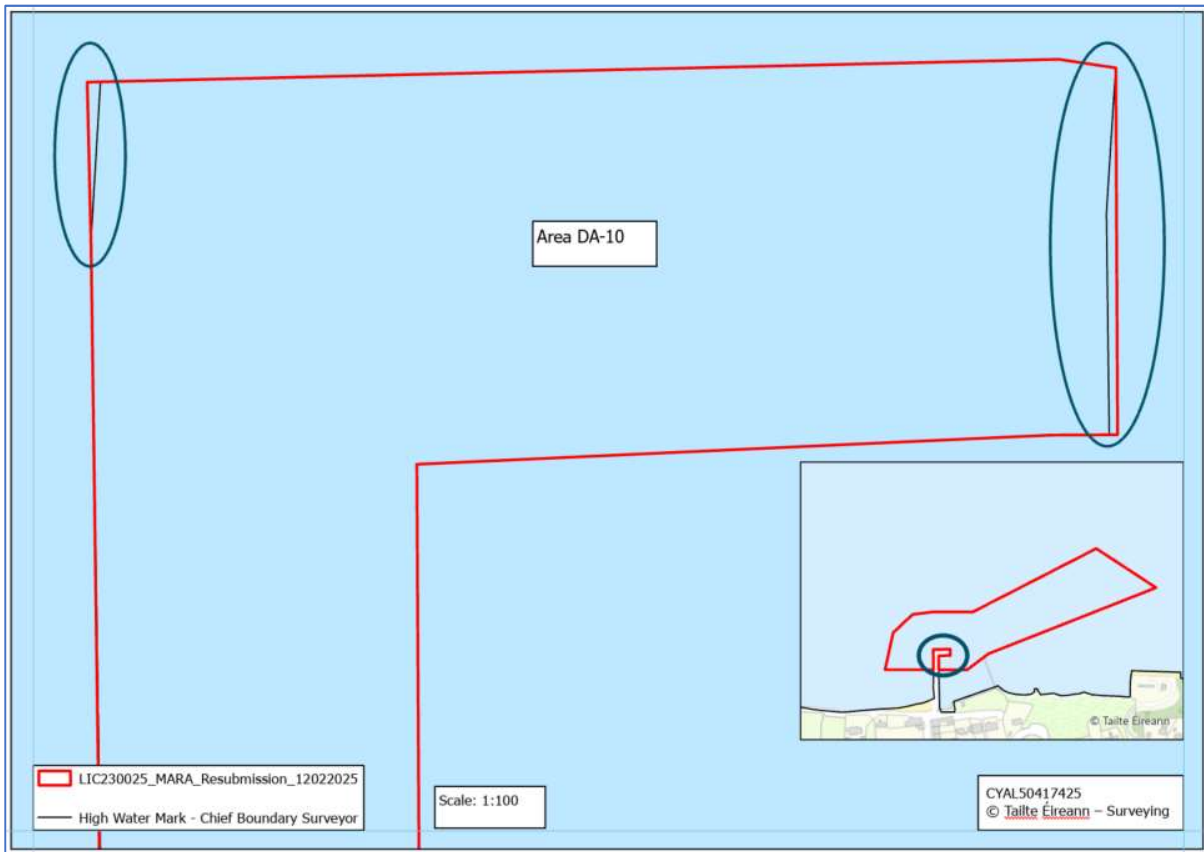 Area DA-10
© Tailte Éireann
LIC230025_MARA_Resubmission_12022025
High Water Mark - Chief Boundary Surveyor
Scale: 1:100
CYAL50417425
© Tailte Éireann – Surveying